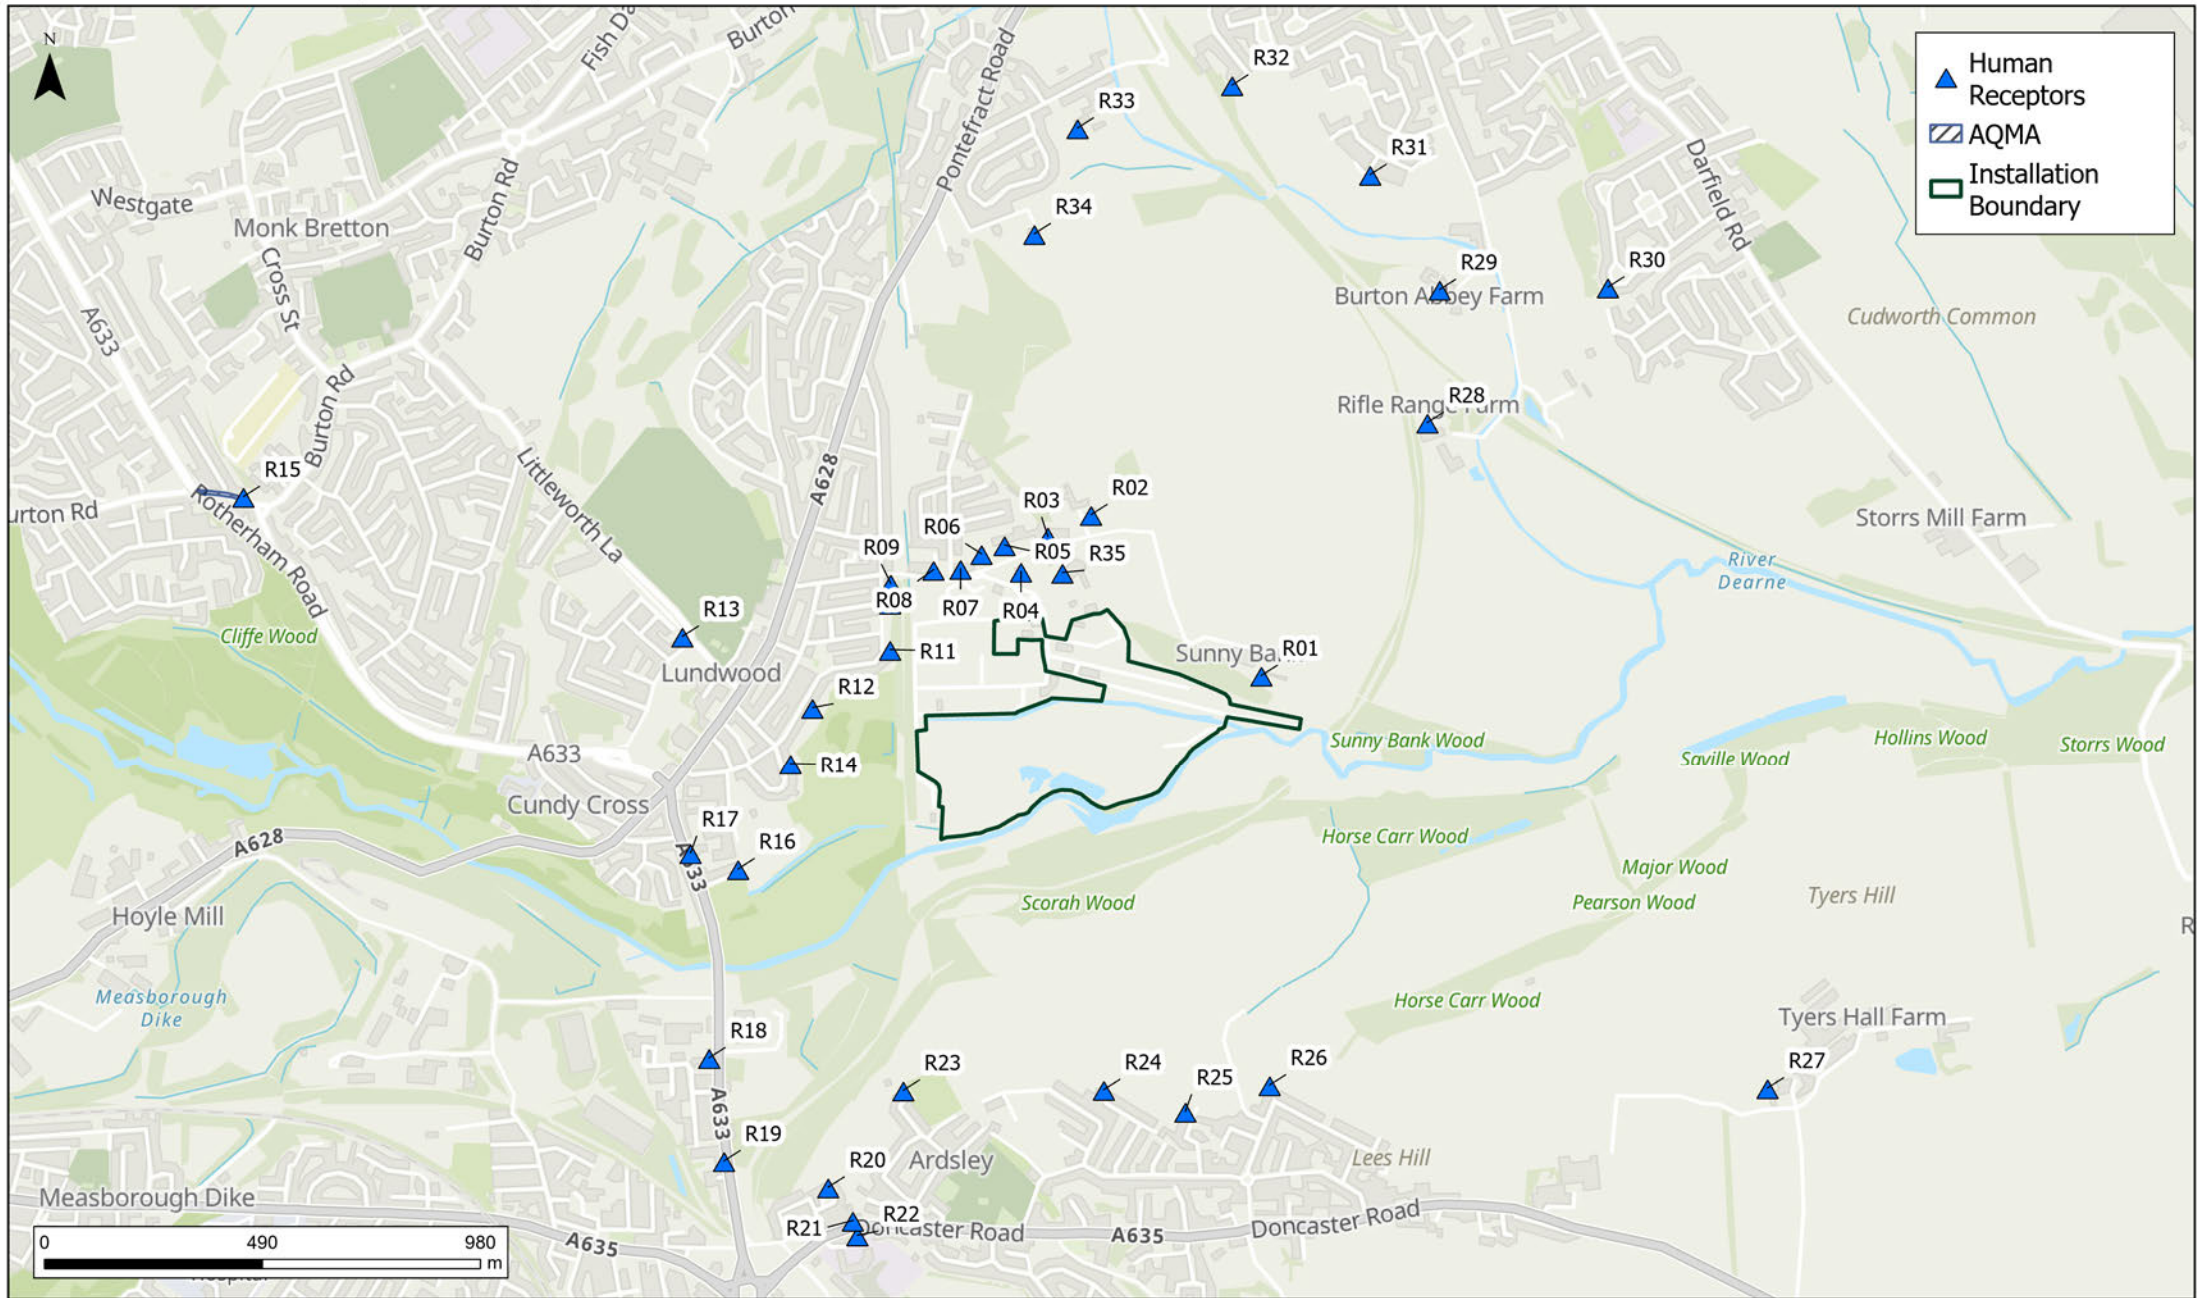 N
Fish Da
Burton
Pontefract Road
R32
R33
Human
Receptors
AQMA
Installation
Boundary
R31
Darfield Rd
Westgate
Monk Bretton
Burton Rd
R34
Cross St
A633
R29
Burton Abbey Farm
R30
Cudworth Common
Burton Rd
R28
Rifle Range Farm
R15
urton Rd
Rotherham Road
Littleworth La
A628
R03
R02
R06
R05
R35
R09
R08
R07
R04
Storrs Mill Farm
River
Dearne
Cliffe Wood
R13
Lundwood
R11
Sunny Ban
R01
R12
A633
R14
Sunny Bank Wood
Saville Wood
Hollins Wood
Storrs Wood
Cundy Cross
R17
R16
A633
A628
Horse Carr Wood
Major Wood
Pearson Wood
Tyers Hill
Scorah Wood
Hoyle Mill
R
Measborough
Dike
Horse Carr Wood
Tyers Hall Farm
R18
R23
R24
R25
R26
R27
A633
R19
R20
Ardsley
Lees Hill
Measborough Dike
R21
R22
Doncaster Road
A635
Doncaster Road
A635
0 490 980
m